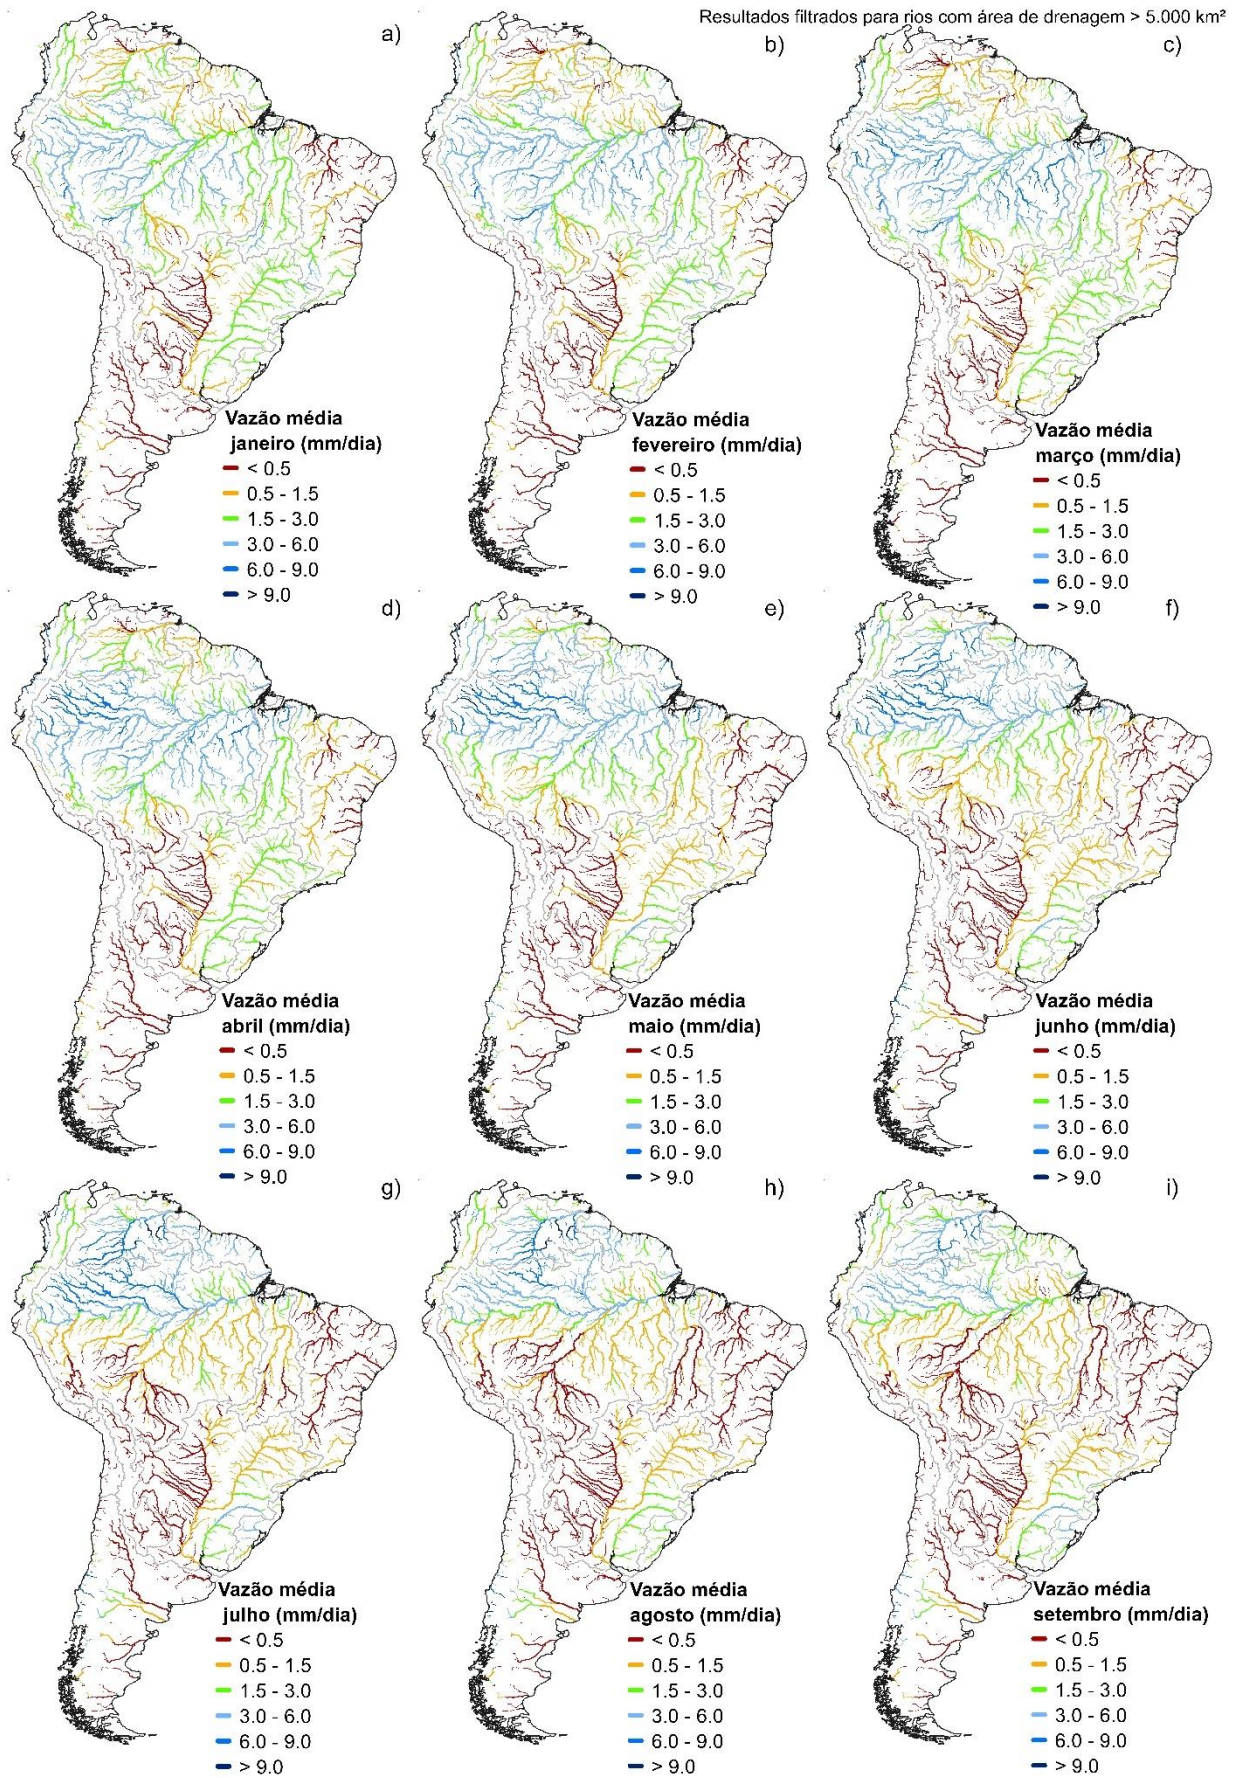 Resultados filtrados para rios com área de drenagem > 5.000 km²
a)
b)
c)
Vazão média
janeiro (mm/dia)
< 0.5
0.5 - 1.5
1.5 - 3.0
3.0 - 6.0
6.0 - 9.0
> 9.0
Vazão média
fevereiro (mm/dia)
< 0.5
0.5 - 1.5
1.5 - 3.0
3.0 - 6.0
6.0 - 9.0
> 9.0
Vazão média
março (mm/dia)
< 0.5
0.5 - 1.5
1.5 - 3.0
3.0 - 6.0
6.0 - 9.0
> 9.0
d)
e)
f)
Vazão média
abril (mm/dia)
< 0.5
0.5 - 1.5
1.5 - 3.0
3.0 - 6.0
6.0 - 9.0
> 9.0
Vazão média
maio (mm/dia)
< 0.5
0.5 - 1.5
1.5 - 3.0
3.0 - 6.0
6.0 - 9.0
> 9.0
Vazão média
junho (mm/dia)
< 0.5
0.5 - 1.5
1.5 - 3.0
3.0 - 6.0
6.0 - 9.0
> 9.0
g)
h)
i)
Vazão média
julho (mm/dia)
< 0.5
0.5 - 1.5
1.5 - 3.0
3.0 - 6.0
6.0 - 9.0
> 9.0
Vazão média
agosto (mm/dia)
< 0.5
0.5 - 1.5
1.5 - 3.0
3.0 - 6.0
6.0 - 9.0
> 9.0
Vazão média
setembro (mm/dia)
< 0.5
0.5 - 1.5
1.5 - 3.0
3.0 - 6.0
6.0 - 9.0
> 9.0